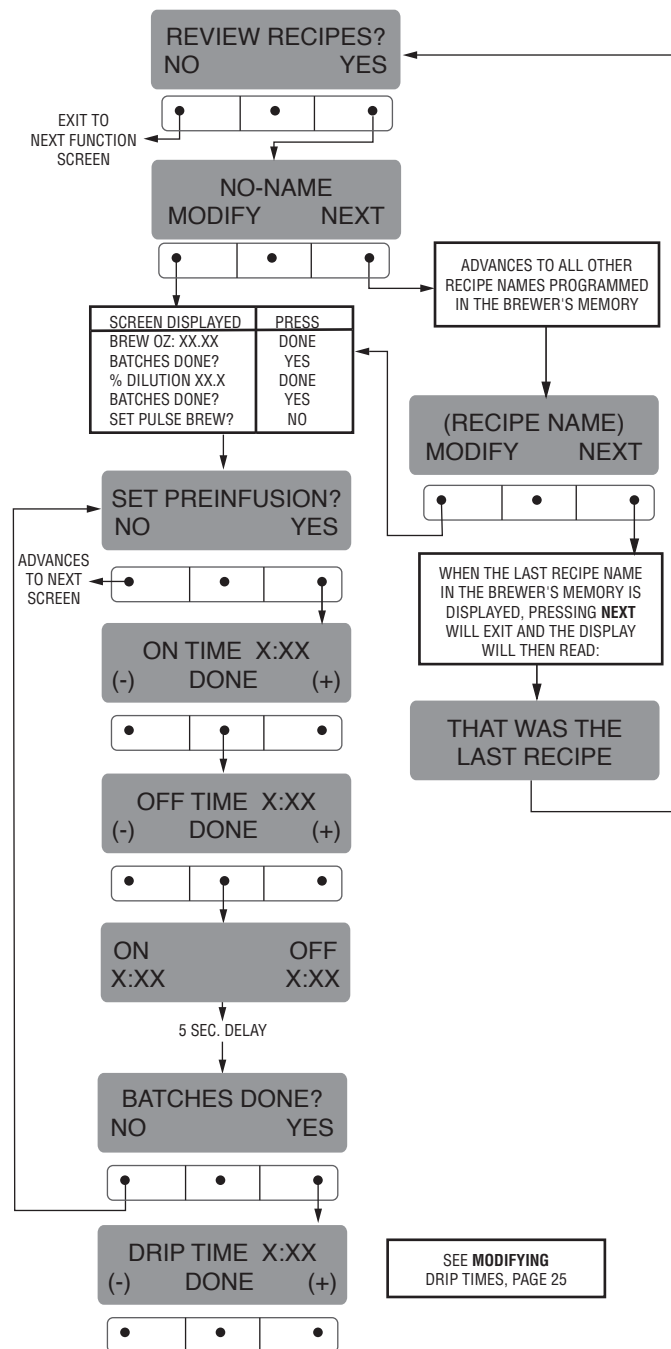 REVIEW RECIPES?
NO YES
EXIT TO
NEXT FUNCTION
SCREEN
NO-NAME
MODIFY NEXT
ADVANCES TO ALL OTHER
RECIPE NAMES PROGRAMMED
IN THE BREWER'S MEMORY
SCREEN DISPLAYED PRESS
BREW OZ: XX.XX DONE
BATCHES DONE? YES
% DILUTION XX.X DONE
BATCHES DONE? YES
SET PULSE BREW? NO
(RECIPE NAME)
MODIFY NEXT
SET PREINFUSION?
NO YES
ADVANCES
TO NEXT
SCREEN
WHEN THE LAST RECIPE NAME
IN THE BREWER'S MEMORY IS
DISPLAYED, PRESSING NEXT
WILL EXIT AND THE DISPLAY
WILL THEN READ:
ON TIME X:XX
(-) DONE (+)
THAT WAS THE
LAST RECIPE
OFF TIME X:XX
(-) DONE (+)
ON OFF
X:XX X:XX
5 SEC. DELAY
BATCHES DONE?
NO YES
DRIP TIME X:XX
(-) DONE (+)
SEE MODIFYING
DRIP TIMES, PAGE 25